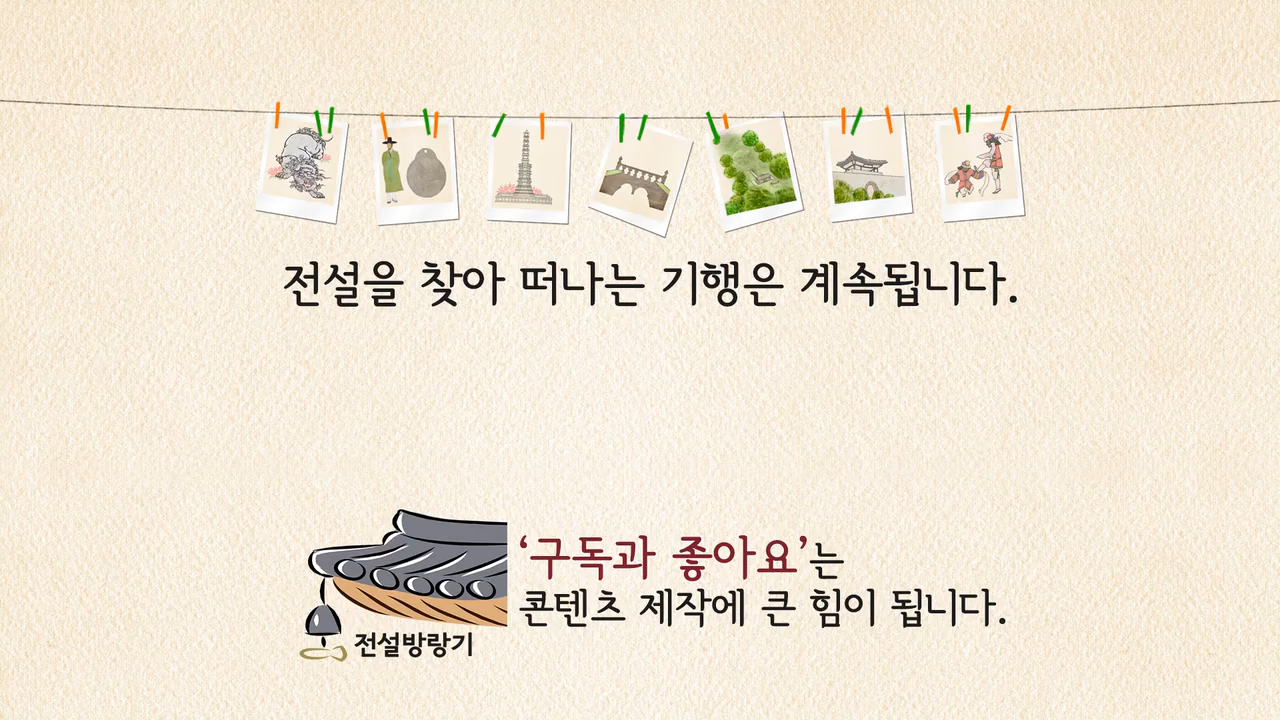 전설을 찾아 떠나는 기행은 계속됩니다.
‘구독과 좋아요’는
콘텐츠 제작에 큰 힘이 됩니다.
전설방랑기